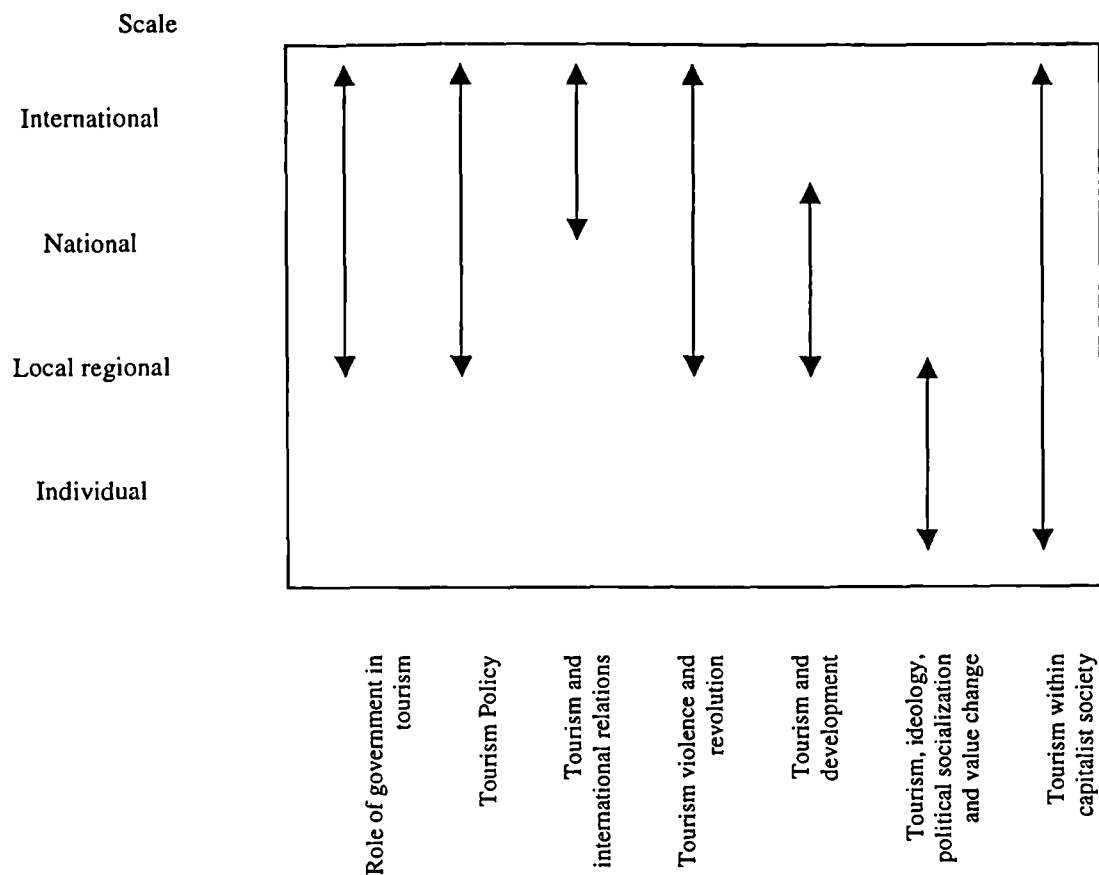 Scale
International
National
Local regional
Individual
Role of government in
tourism
Tourism Policy
Tourism and
international relations
Tourism violence and
revolution
Tourism and
development
Tourism, ideology,
political socialization
and value change
Tourism within
capitalist society